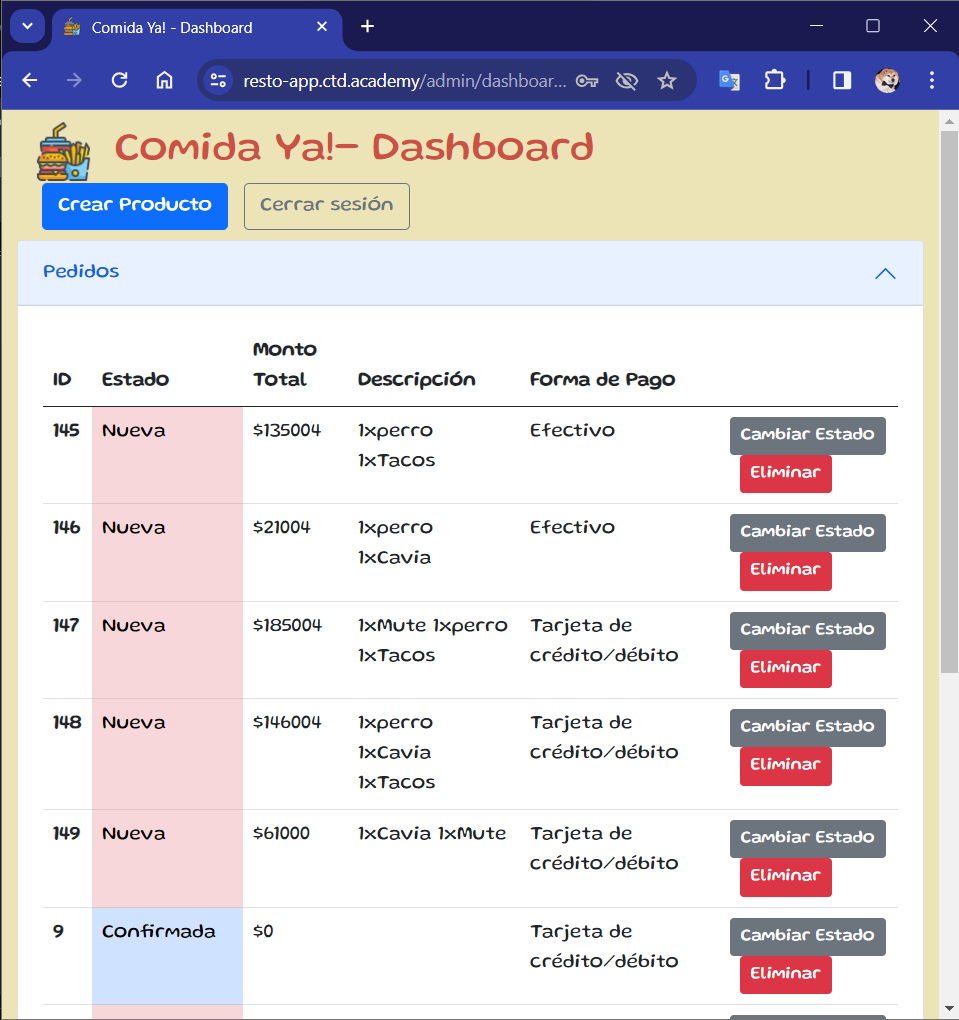 Comida Ya! - Dashboard
resto-app.ctd.academy/admin/dashboar...
Comida Ya!- Dashboard
Crear Producto
Cerrar sesión
Pedidos
ID Estado Monto Total Descripción Forma de Pago
145 Nueva $135004 1xperro Efectivo Cambiar Estado
1xTacos Eliminar
146 Nueva $21004 1xperro Efectivo Cambiar Estado
1xCavia Eliminar
147 Nueva $185004 1xMute 1xperro Tarjeta de Cambiar Estado
1xTacos crédito/débito Eliminar
148 Nueva $146004 1xperro Tarjeta de Cambiar Estado
1xCavia crédito/débito Eliminar
1xTacos
149 Nueva $61000 1xCavia 1xMute Tarjeta de Cambiar Estado
crédito/débito Eliminar
9 Confirmada $0 Tarjeta de Cambiar Estado
crédito/débito Eliminar